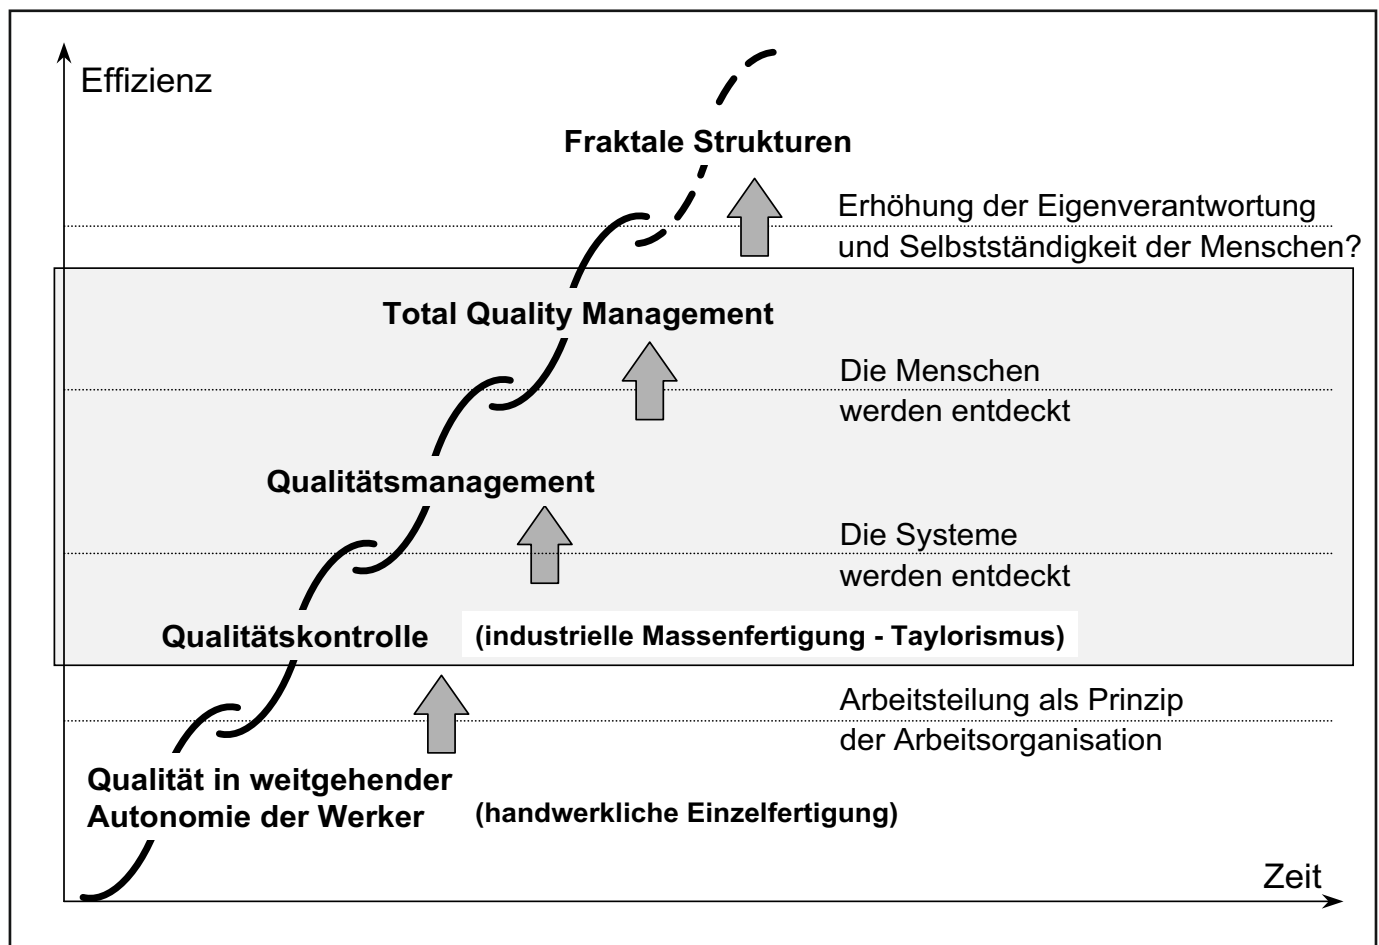 Effizienz
Fraktale Strukturen
Erhöhung der Eigenverantwortung
und Selbstständigkeit der Menschen?
Total Quality Management
Die Menschen
werden entdeckt
Qualitätsmanagement
Die Systeme
werden entdeckt
Qualitätskontrolle (industrielle Massenfertigung - Taylorismus)
Arbeitsteilung als Prinzip
der Arbeitsorganisation
Qualität in weitgehender
Autonomie der Werker (handwerkliche Einzelfertigung)
Zeit